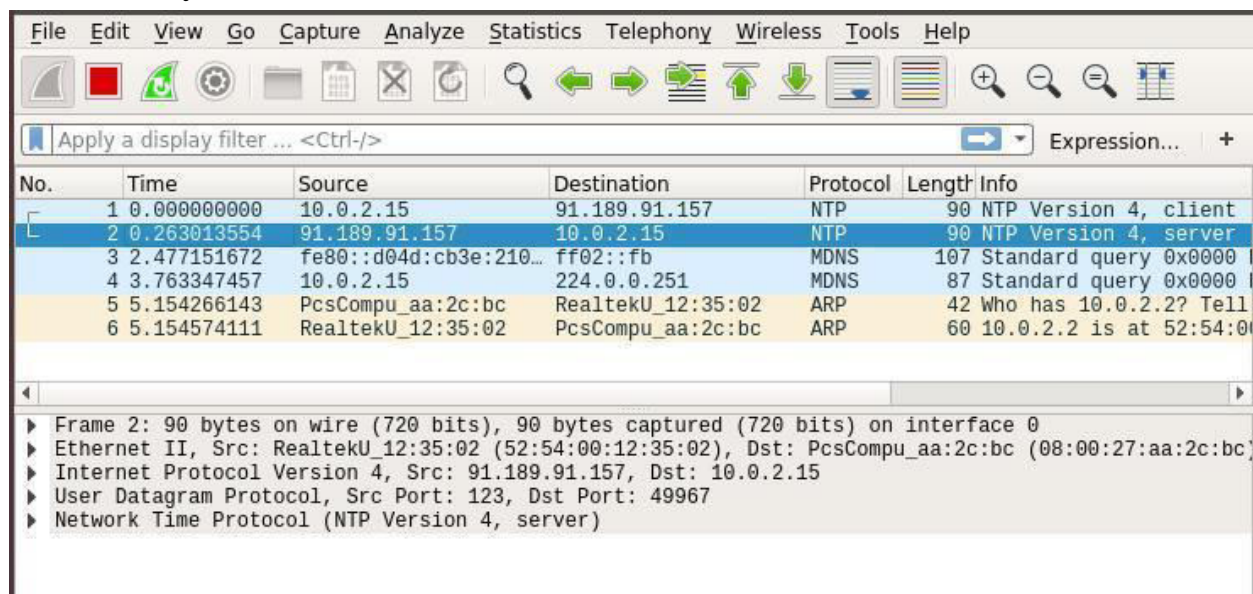 File Edit View Go Capture Analyze Statistics Telephony Wireless Tools Help
Apply a display filter ... <Ctrl-/> Expression... +
No. Time Source Destination Protocol Length Info
1 0.000000000 10.0.2.15 91.189.91.157 NTP 90 NTP Version 4, client
2 0.263013554 91.189.91.157 10.0.2.15 NTP 90 NTP Version 4, server
3 2.477151672 fe80::d04d:cb3e:210… ff02::fb MDNS 107 Standard query 0x0000
4 3.763347457 10.0.2.15 224.0.0.251 MDNS 87 Standard query 0x0000
5 5.154266143 PcsCompu_aa:2c:bc RealtekU_12:35:02 ARP 42 Who has 10.0.2.2? Tell
6 5.154574111 RealtekU_12:35:02 PcsCompu_aa:2c:bc ARP 60 10.0.2.2 is at 52:54:0
Frame 2: 90 bytes on wire (720 bits), 90 bytes captured (720 bits) on interface 0
Ethernet II, Src: RealtekU_12:35:02 (52:54:00:12:35:02), Dst: PcsCompu_aa:2c:bc (08:00:27:aa:2c:bc)
Internet Protocol Version 4, Src: 91.189.91.157, Dst: 10.0.2.15
User Datagram Protocol, Src Port: 123, Dst Port: 49967
Network Time Protocol (NTP Version 4, server)